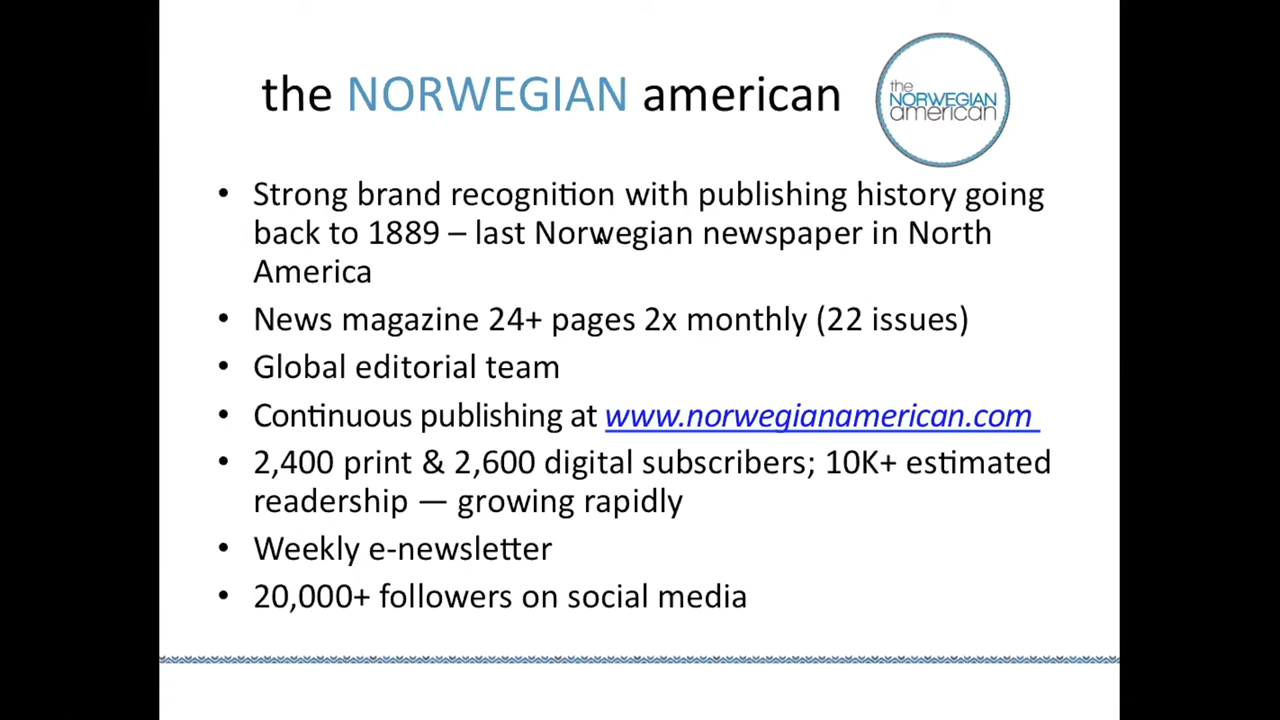 the NORWEGIAN american
the
NORWEGIAN
american
• Strong brand recognition with publishing history going
back to 1889 – last Norwegian newspaper in North
America
• News magazine 24+ pages 2x monthly (22 issues)
• Global editorial team
• Continuous publishing at www.norwegianamerican.com
• 2,400 print & 2,600 digital subscribers; 10K+ estimated
readership — growing rapidly
• Weekly e-newsletter
• 20,000+ followers on social media